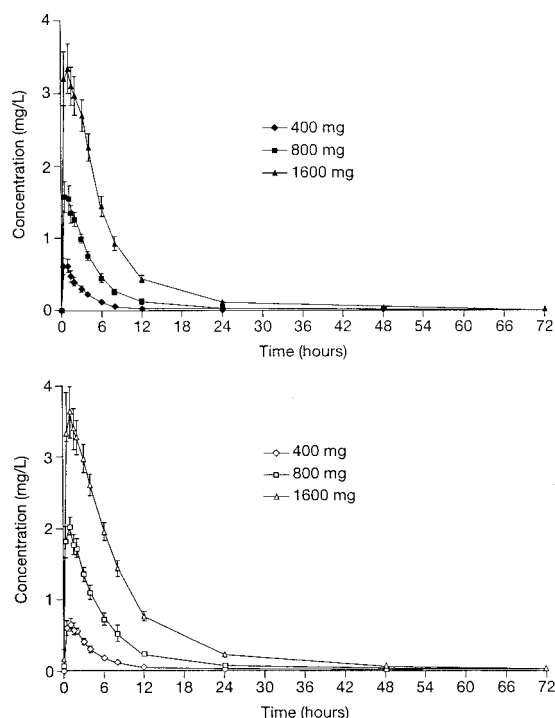 4
3
2
1
0
Concentration (mg/L)
400 mg
800 mg
1600 mg
0 6 12 18 24 30 36 42 48 54 60 66 72
Time (hours)
4
3
2
1
0
Concentration (mg/L)
400 mg
800 mg
1600 mg
0 6 12 18 24 30 36 42 48 54 60 66 72
Time (hours)